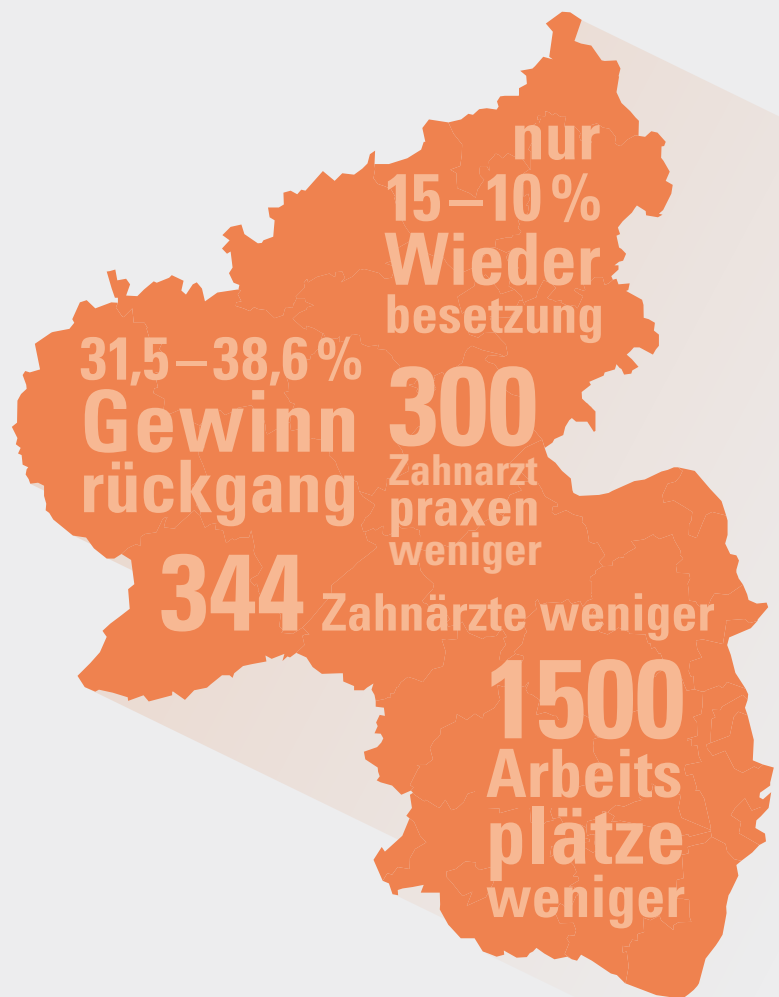 nur
15–10 %
Wieder
besetzung
31,5–38,6 %
Gewinn
rückgang
300
Zahnarzt
praxen
weniger
344 Zahnärzte weniger
1500
Arbeits
plätze
weniger